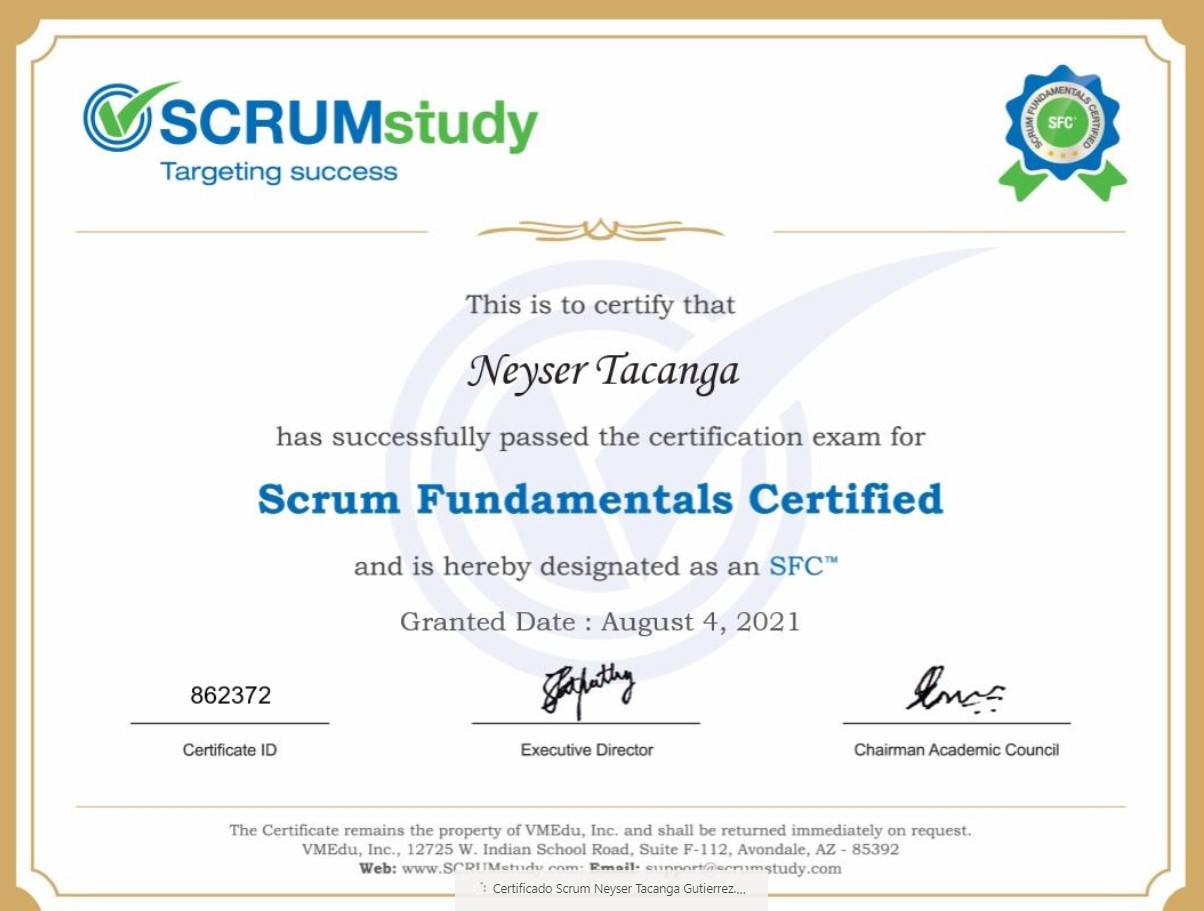 SCRUMstudy
Targeting success
SCRUM FUNDAMENTALS CERTIFIED
SFC
This is to certify that
Neyser Tacanga
has successfully passed the certification exam for
Scrum Fundamentals Certified
and is hereby designated as an SFC™
Granted Date : August 4, 2021
862372
Certificate ID
Executive Director
Chairman Academic Council
The Certificate remains the property of VMEdu, Inc. and shall be returned immediately on request.
VMEdu, Inc., 12725 W. Indian School Road, Suite F-112, Avondale, AZ - 85392
Web: www.SCRUMstudy.com; Email: support@scrumstudy.com
Certificado Scrum Neyser Tacanga Gutierrez....